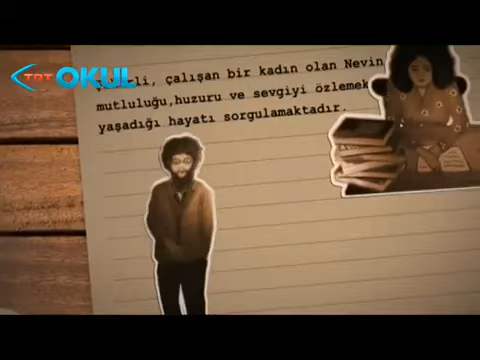 TRT OKUL
çalışan bir kadın olan Nevin,
mutluluğu,huzuru ve sevgiyi özlemek
yaşadığı hayatı sorgulamaktadır.